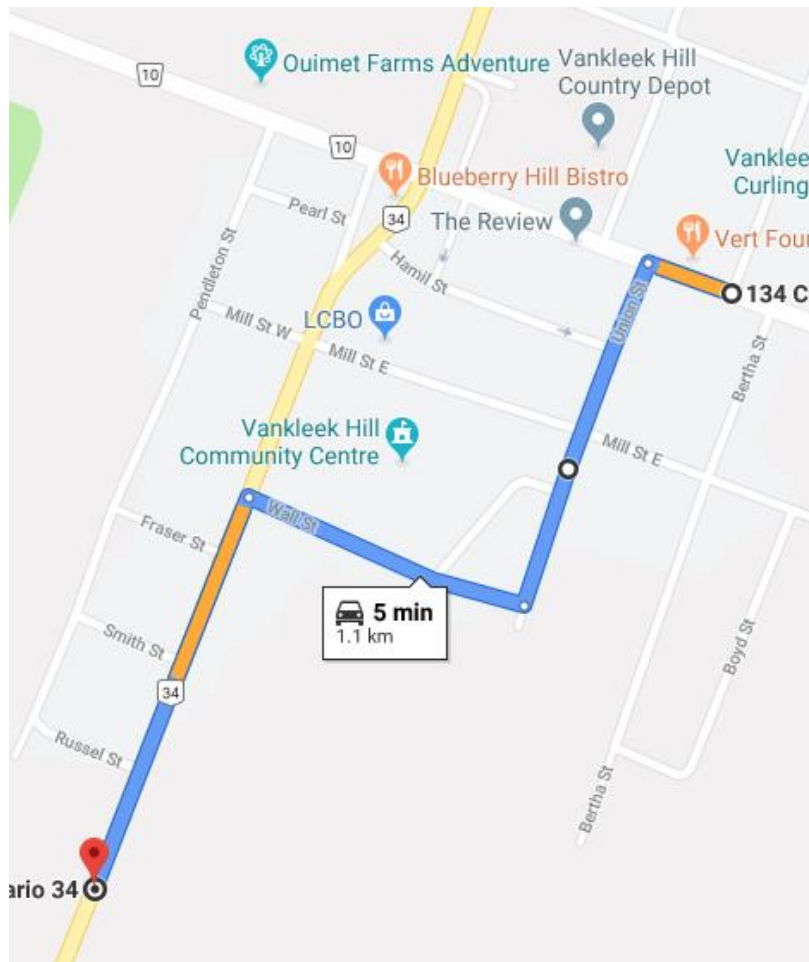 Ouimet Farms Adventure
Vankleek Hill
Country Depot
10
10
Vanklee
Curling
Blueberry Hill Bistro
Pearl St
34
The Review
Vert Four
Hamil St
134 C
Pendleton St
Union St
LCBO
Mill St W
Mill St E
Bertha St
Vankleek Hill
Community Centre
Mill St E
Wall St
Fraser St
5 min
1.1 km
Smith St
Boyd St
34
Russel St
Bertha St
ario 34